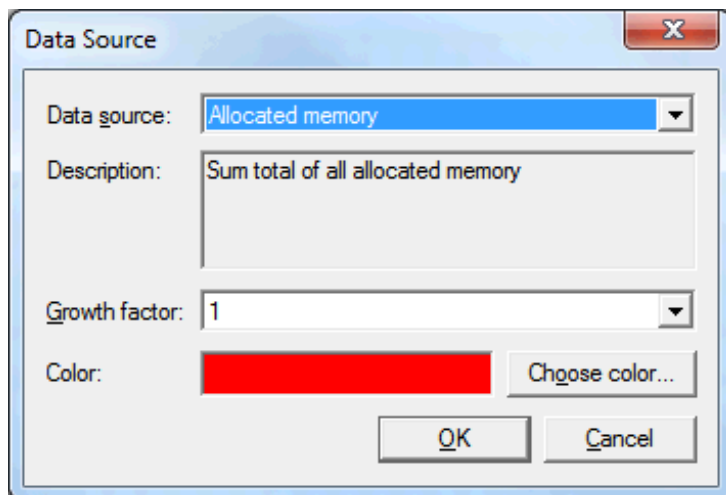 Data Source
Data source: Allocated memory
Description: Sum total of all allocated memory
Growth factor: 1
Color: Choose color...
OK Cancel